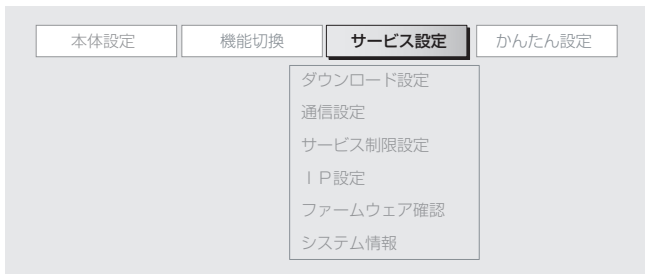 本体設定 機能切換 サービス設定 かんたん設定
ダウンロード設定
通信設定
サービス制限設定
ＩＰ設定
ファームウェア確認
システム情報